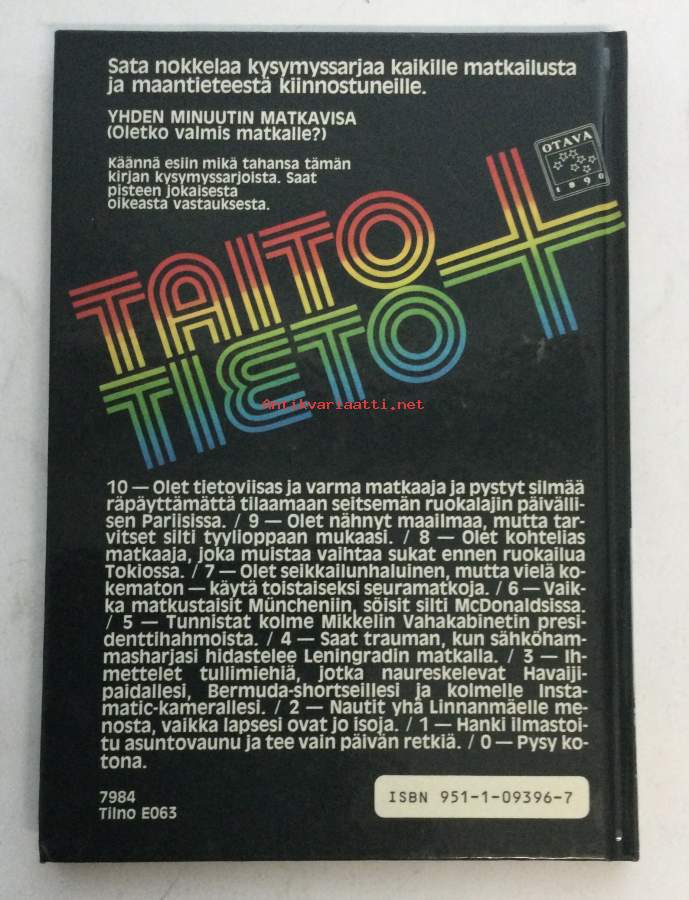 Sata nokkelaa kysymyssarjaa kaikille matkailusta
ja maantieteestä kiinnostuneille.
YHDEN MINUUTIN MATKAVISA
(Oletko valmis matkalle?)
Käännä esiin mikä tahansa tämän
kirjan kysymyssarjoista. Saat
pisteen jokaisesta
oikeasta vastauksesta.
OTAVA
1890
TAITO
TIETO
+
Antikvariaatti.net
10 — Olet tietoviisas ja varma matkaaja ja pystyt silmää
räpäyttämättä tilaamaan seitsemän ruokalajin päivälli-
sen Pariisissa. / 9 — Olet nähnyt maailmaa, mutta tar-
vitset silti tyylioppaan mukaasi. / 8 — Olet kohtelias
matkaaja, joka muistaa vaihtaa sukat ennen ruokailua
Tokiossa. / 7 — Olet seikkailunhaluinen, mutta vielä ko-
kematon — käytä toistaiseksi seuramatkoja. / 6 — Vaik-
ka matkustaisit Müncheniin, söisit silti McDonaldsissa.
/ 5 — Tunnistat kolme Mikkelin Vahakabinetin presi-
denttihahmoista. / 4 — Saat trauman, kun sähköham-
masharjasi hidastelee Leningradin matkalla. / 3 — Ih-
mettelet tullimiehiä, jotka naureskelevat Havaiji-
paidallesi, Bermuda-shortseillesi ja kolmelle Insta-
matic-kamerallesi. / 2 — Nautit yhä Linnanmäelle me-
nosta, vaikka lapsesi ovat jo isoja. / 1 — Hanki ilmastoi-
tu asuntovaunu ja tee vain päivän retkiä. / 0 — Pysy ko-
tona.
7984
Tilno E063
ISBN 951-1-09396-7